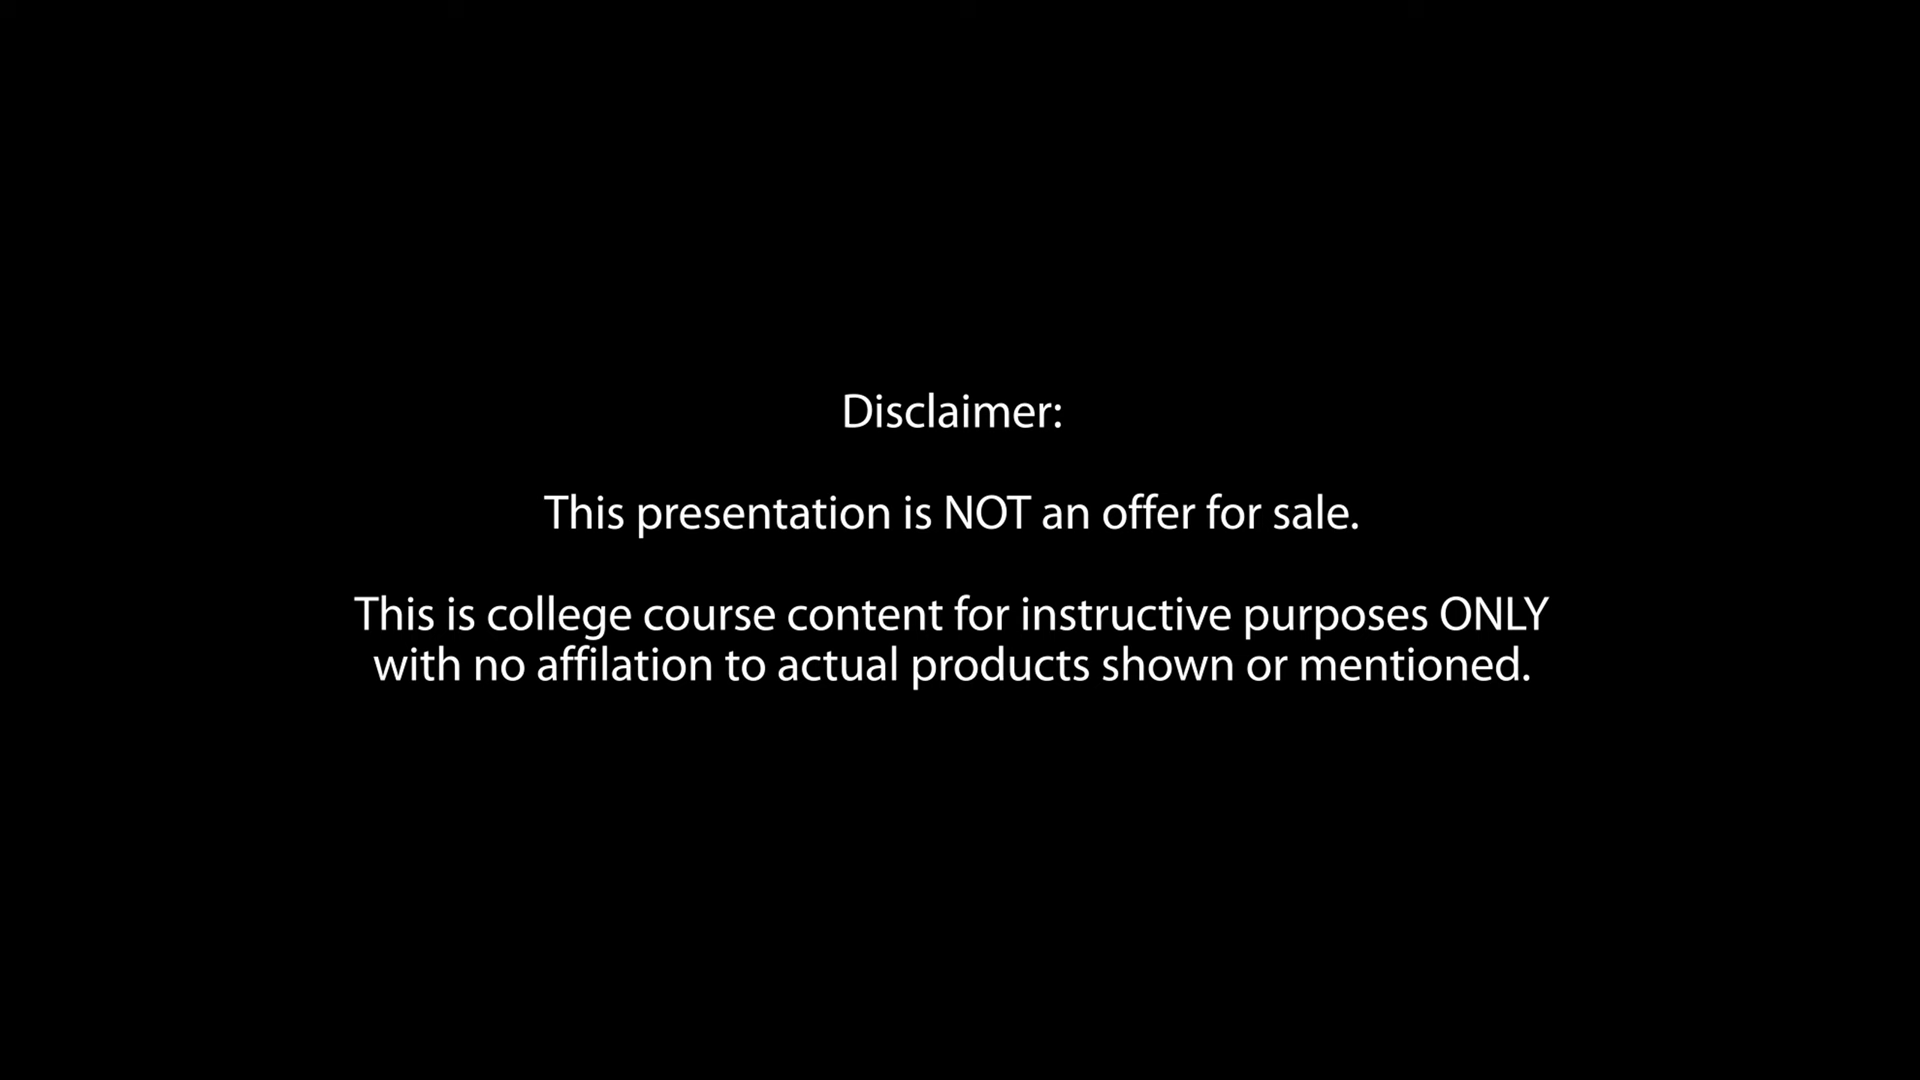 Disclaimer:
This presentation is NOT an offer for sale.
This is college course content for instructive purposes ONLY
with no affilation to actual products shown or mentioned.